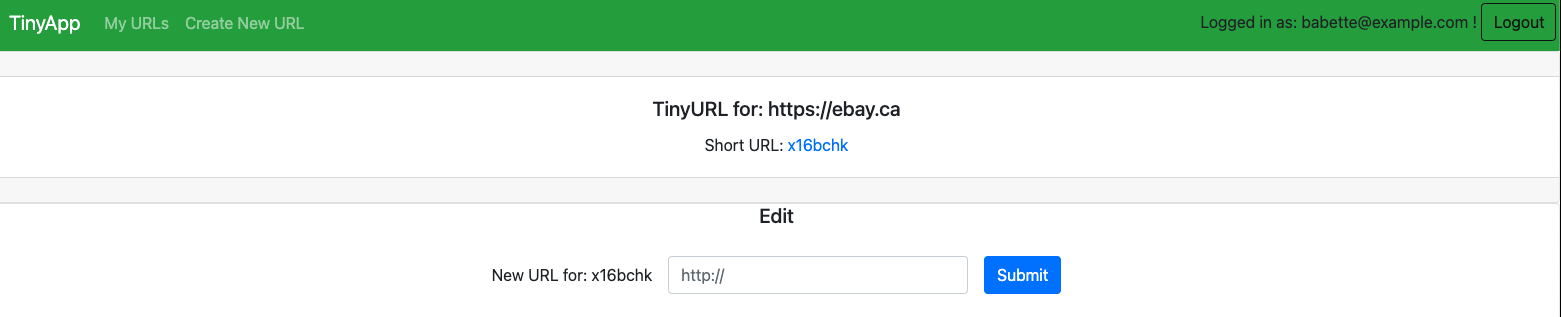 TinyApp My URLs Create New URL Logged in as: babette@example.com ! Logout
TinyURL for: https://ebay.ca
Short URL: x16bchk
Edit
New URL for: x16bchk http:// Submit